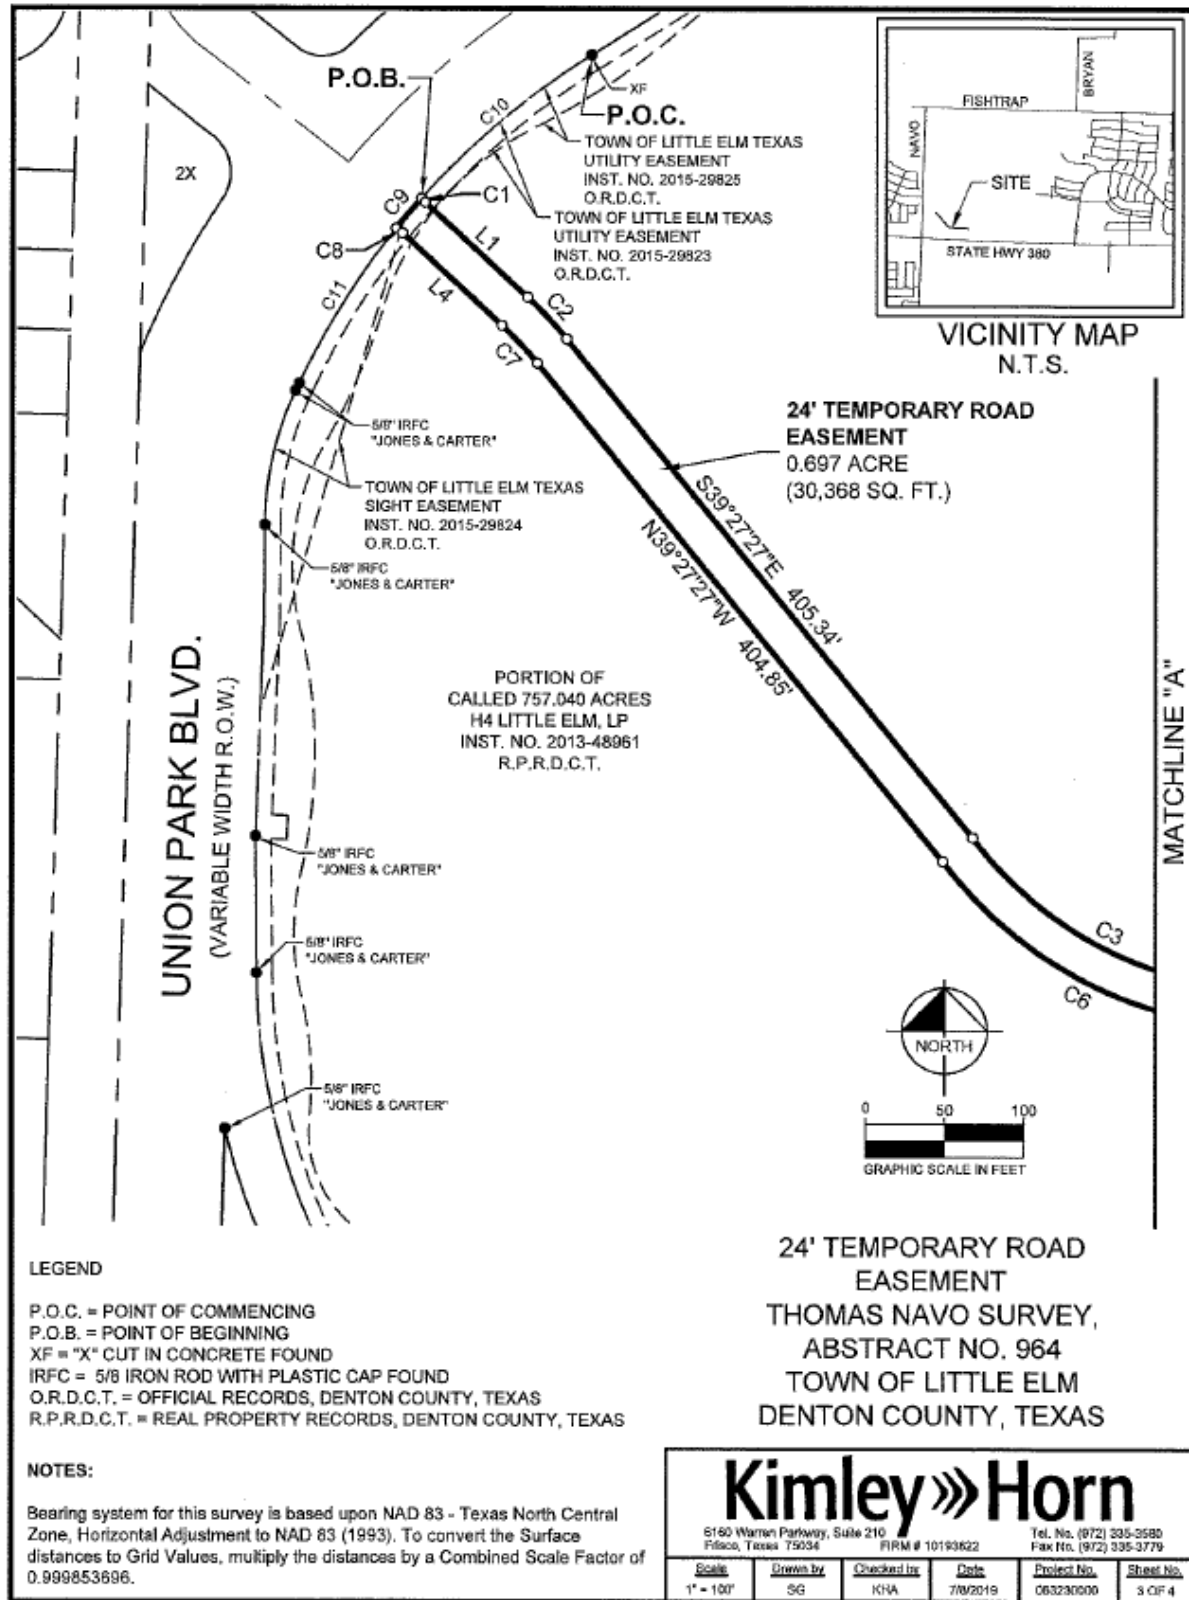 P.O.B.
C10
XF
P.O.C.
TOWN OF LITTLE ELM TEXAS
UTILITY EASEMENT
INST. NO. 2015-29825
O.R.D.C.T.
2X
C9
C1
TOWN OF LITTLE ELM TEXAS
UTILITY EASEMENT
INST. NO. 2015-29823
O.R.D.C.T.
C8
L1
L4
C11
C2
C7
BRYAN
FISHTRAP
NAVO
SITE
STATE HWY 380
VICINITY MAP
N.T.S.
24' TEMPORARY ROAD
EASEMENT
0.697 ACRE
(30,368 SQ. FT.)
5/8" IRFC
"JONES & CARTER"
TOWN OF LITTLE ELM TEXAS
SIGHT EASEMENT
INST. NO. 2015-29824
O.R.D.C.T.
5/8" IRFC
"JONES & CARTER"
S39°27'27"E 405.34'
N39°27'27"W 404.85'
PORTION OF
CALLED 757.040 ACRES
H4 LITTLE ELM, LP
INST. NO. 2013-48961
R.P.R.D.C.T.
UNION PARK BLVD.
(VARIABLE WIDTH R.O.W.)
MATCHLINE "A"
5/8" IRFC
"JONES & CARTER"
5/8" IRFC
"JONES & CARTER"
C3
C6
NORTH
5/8" IRFC
"JONES & CARTER"
0 50 100
GRAPHIC SCALE IN FEET
LEGEND
P.O.C. = POINT OF COMMENCING
P.O.B. = POINT OF BEGINNING
XF = "X" CUT IN CONCRETE FOUND
IRFC = 5/8 IRON ROD WITH PLASTIC CAP FOUND
O.R.D.C.T. = OFFICIAL RECORDS, DENTON COUNTY, TEXAS
R.P.R.D.C.T. = REAL PROPERTY RECORDS, DENTON COUNTY, TEXAS
24' TEMPORARY ROAD
EASEMENT
THOMAS NAVO SURVEY,
ABSTRACT NO. 964
TOWN OF LITTLE ELM
DENTON COUNTY, TEXAS
NOTES:
Bearing system for this survey is based upon NAD 83 - Texas North Central
Zone, Horizontal Adjustment to NAD 83 (1993). To convert the Surface
distances to Grid Values, multiply the distances by a Combined Scale Factor of
0.999853696.
Kimley»Horn
6160 Warren Parkway, Suite 210
Frisco, Texas 75034 FIRM # 10193822
Tel. No. (972) 335-3580
Fax No. (972) 335-3779
Scale Drawn by Checked by Date Project No. Sheet No.
1" = 100' SG KHA 7/8/2019 063230000 3 OF 4